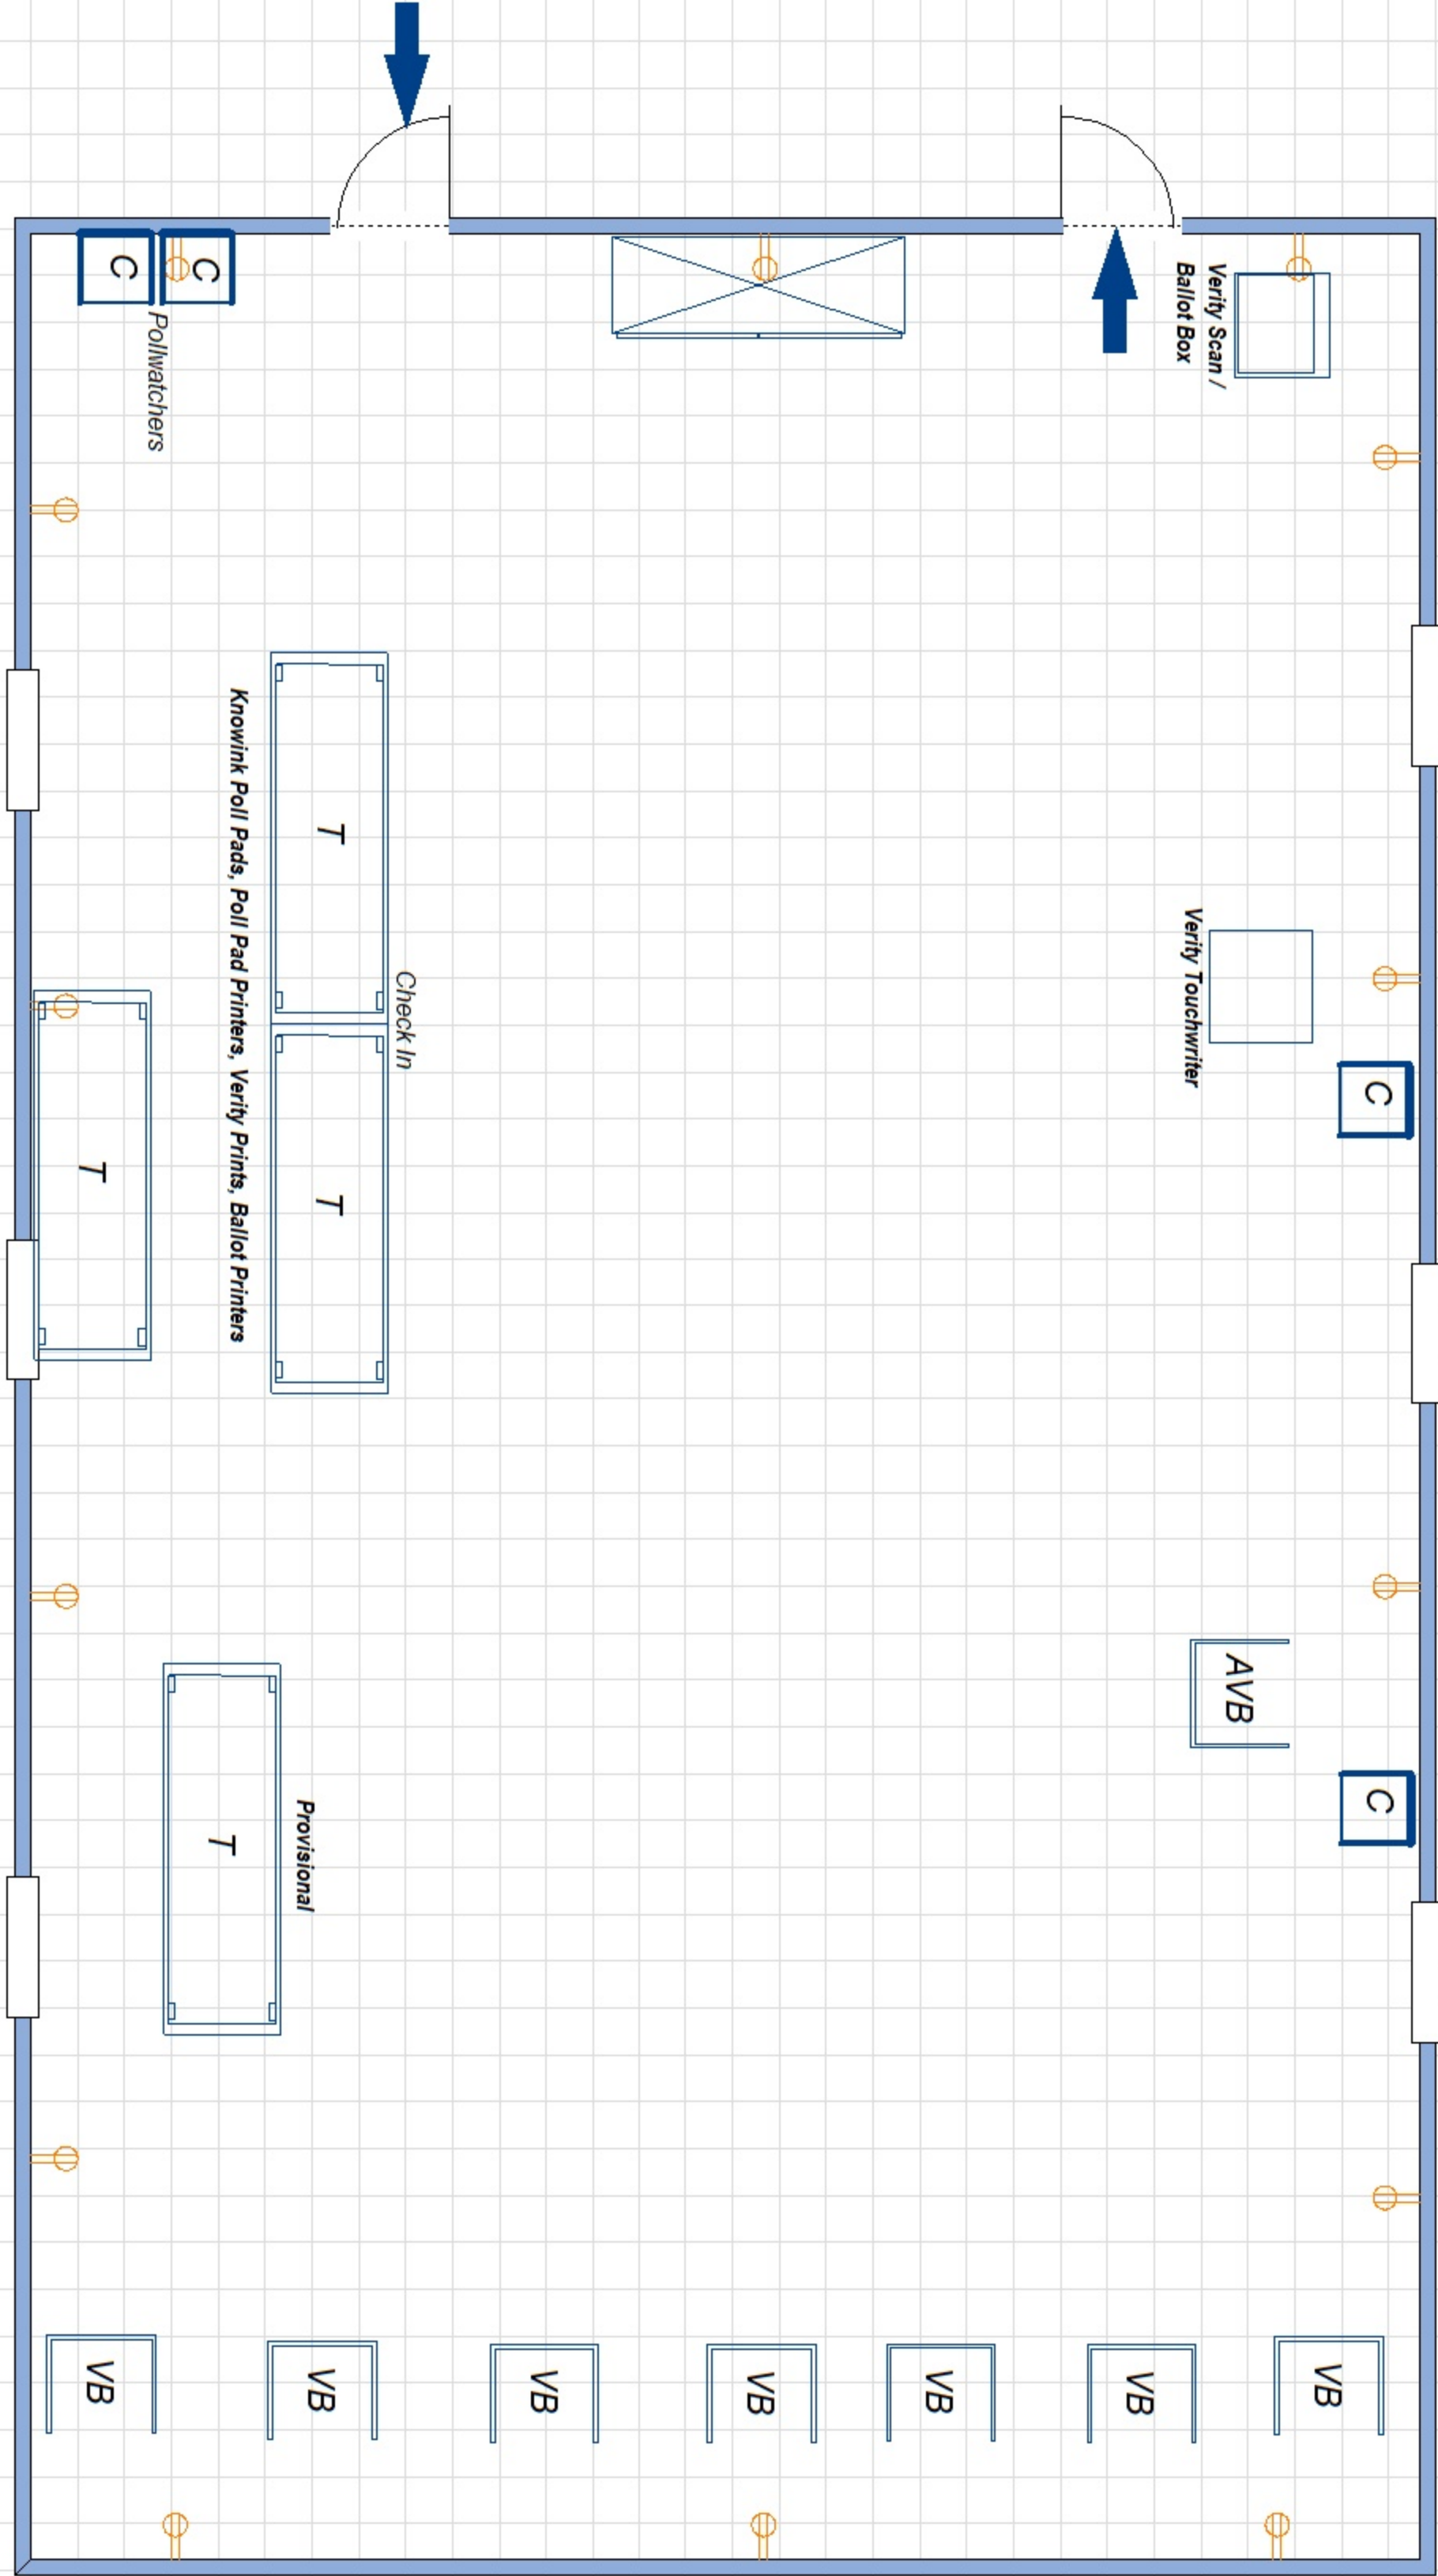 C
C
Pollwatchers
Verity Scan /
Ballot Box
T
T
Check In
Knowink Poll Pads, Poll Pad Printers, Verity Prints, Ballot Printers
T
Verity Touchwriter
C
AVB
C
T
Provisional
VB
VB
VB
VB
VB
VB
VB